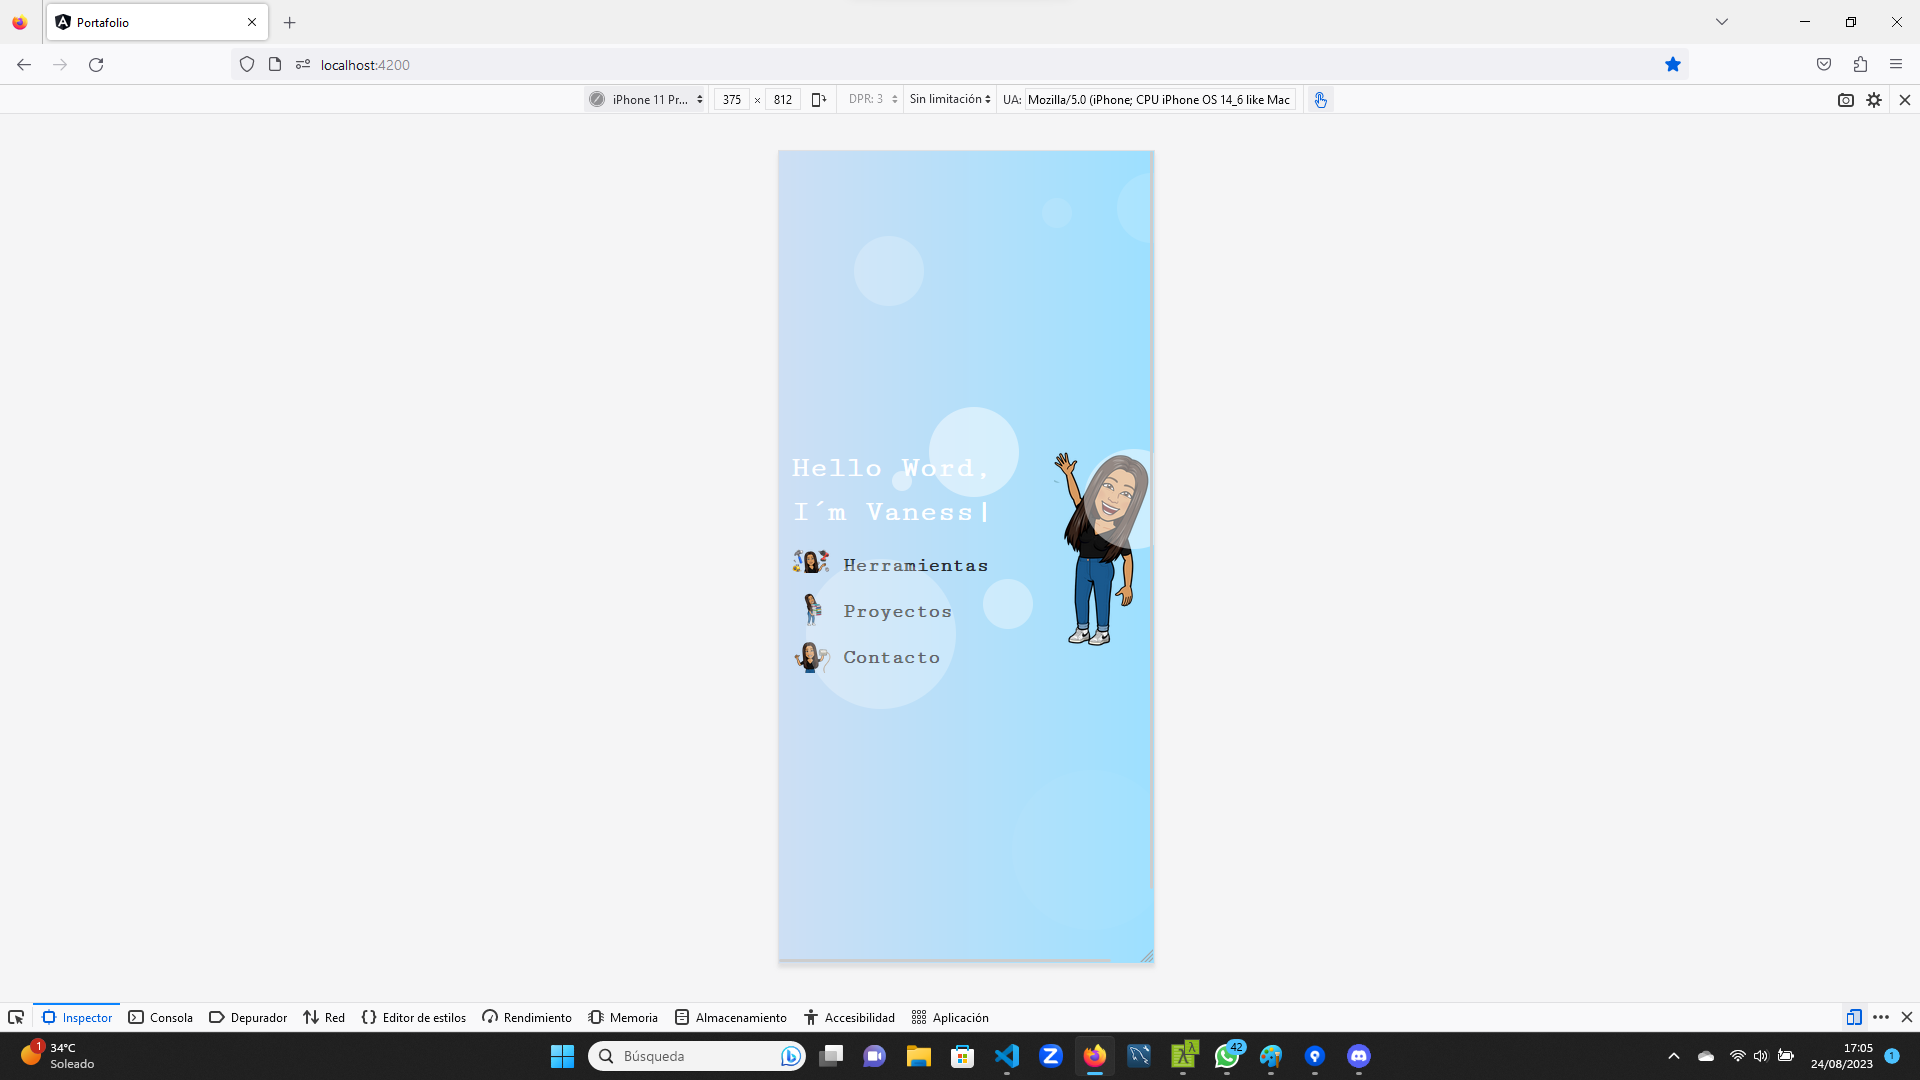 Portafolio
localhost:4200
iPhone 11 Pr... 375 × 812 DPR: 3 Sin limitación UA: Mozilla/5.0 (iPhone; CPU iPhone OS 14_6 like Mac
Hello Word,
I´m Vaness|
Herramientas
Proyectos
Contacto
Inspector Consola Depurador Red Editor de estilos Rendimiento Memoria Almacenamiento Accesibilidad Aplicación
1 34°C
Soleado
Búsqueda
42
17:05
24/08/2023
1